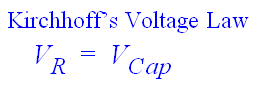 Kirchhoff's Voltage Law
V_R = V_Cap